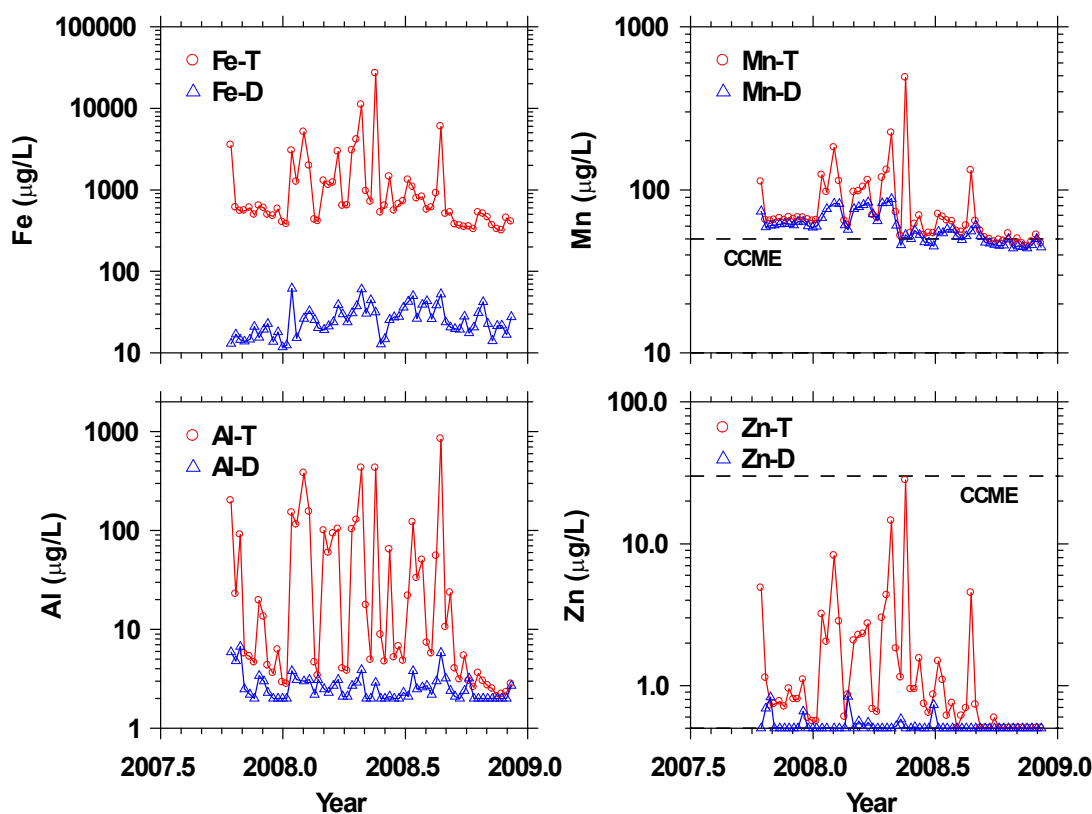 100000
10000
1000
100
10
Fe (μg/L)
Fe-T
Fe-D
1000
100
10
Mn (μg/L)
Mn-T
Mn-D
CCME
1000
100
10
1
Al (μg/L)
Al-T
Al-D
2007.5 2008.0 2008.5 2009.0
Year
100.0
10.0
1.0
Zn (μg/L)
Zn-T
Zn-D
CCME
2007.5 2008.0 2008.5 2009.0
Year